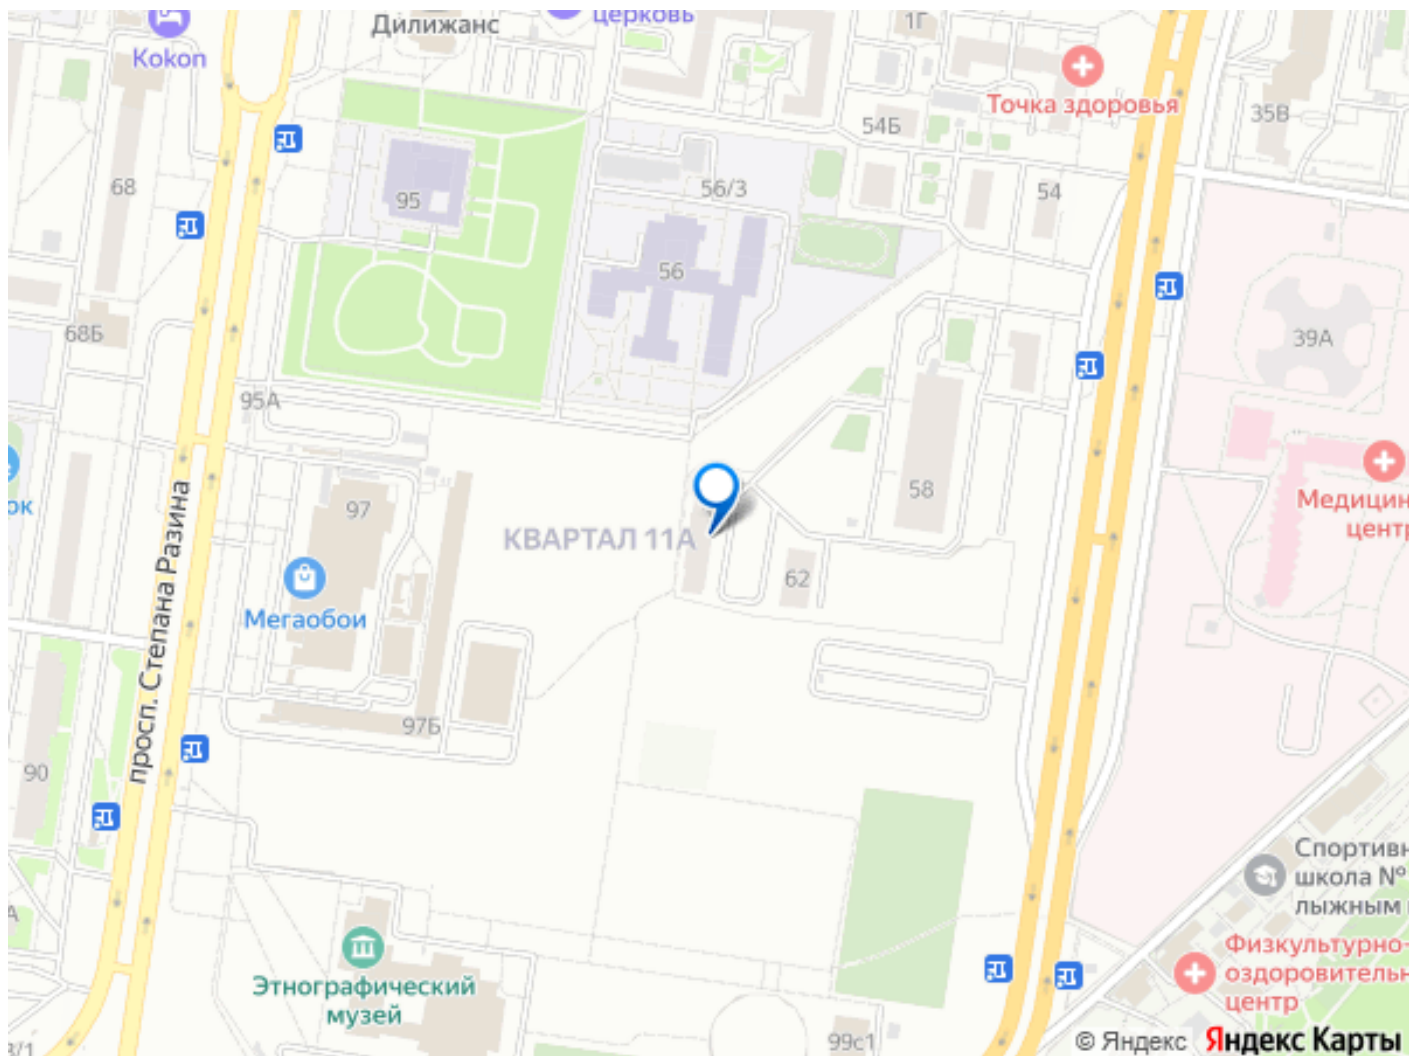 Дилижанс
церковь
1Г
Kokon
Точка здоровья
54Б
35В
68
95
56/3
54
56
68Б
39А
95А
58
97
Медицин
центр
ок
КВАРТАЛ 11А
просп. Степана Разина
62
Мегаобои
97Б
90
Спортивн
школа №
лыжным
Физкультурно-
оздоровительн
центр
Этнографический
музей
99с1
© Яндекс Яндекс Карты